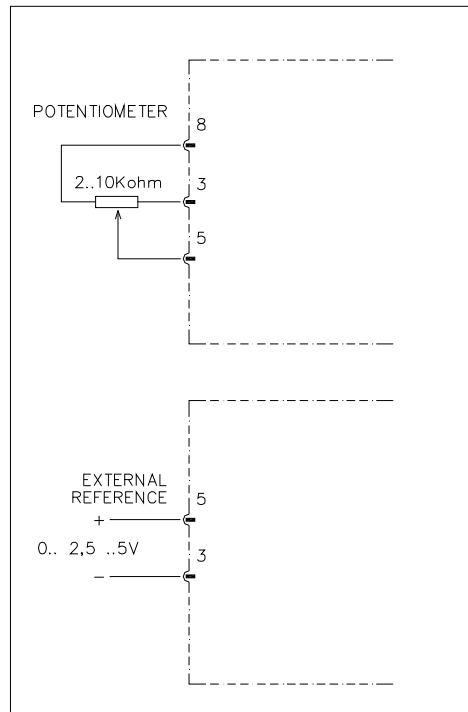 POTENTIOMETER
8
2..10Kohm
3
5
EXTERNAL
REFERENCE
5
+
0.. 2,5 ..5V
3
−